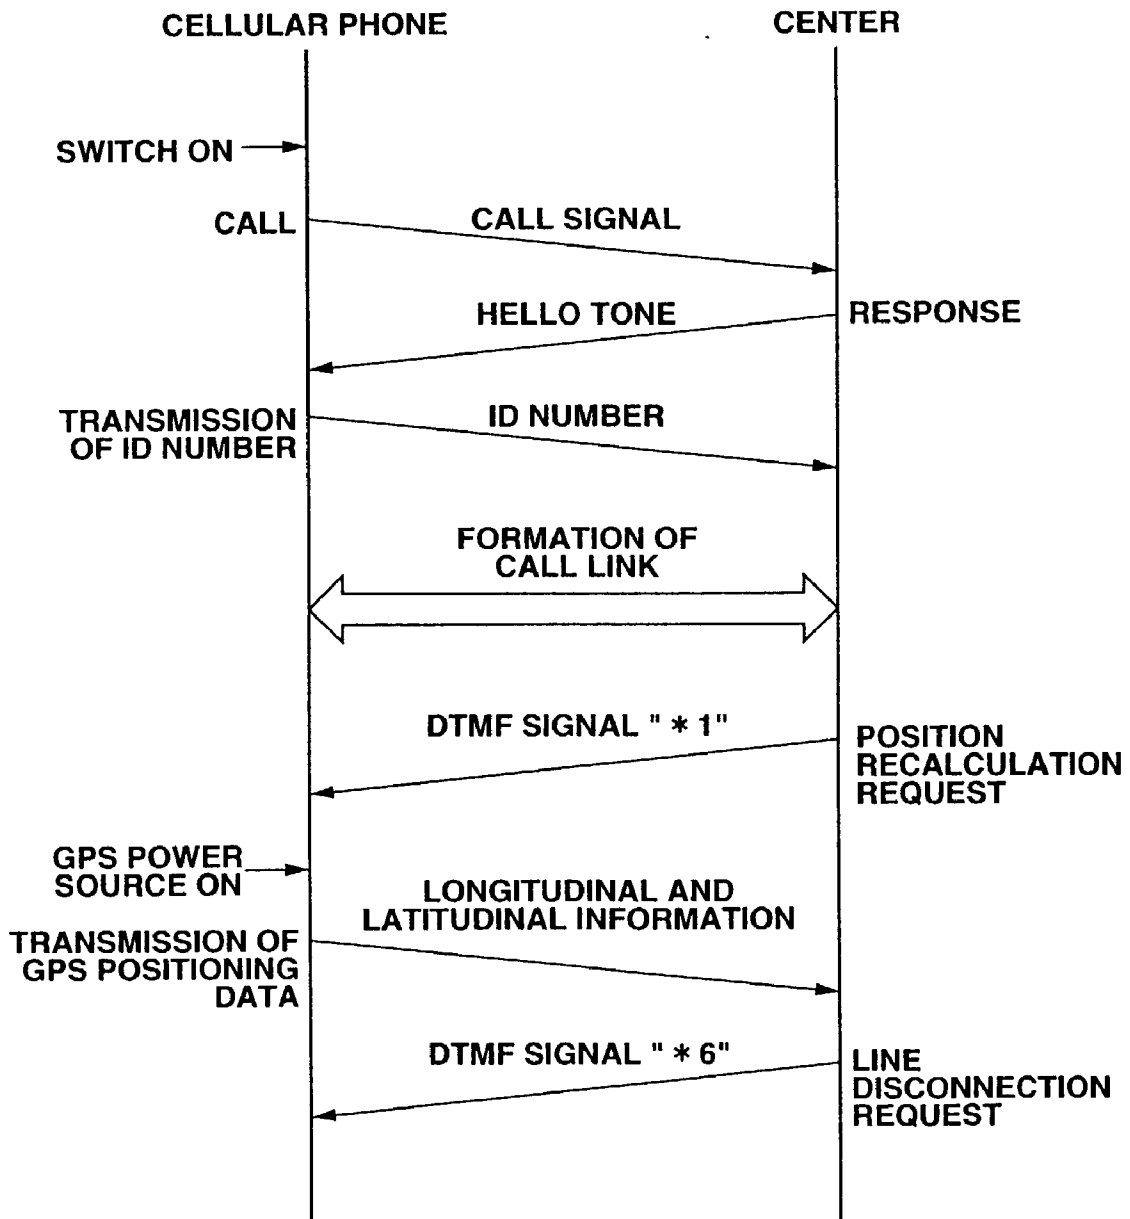 CELLULAR PHONE
CENTER
SWITCH ON
CALL
CALL SIGNAL
HELLO TONE
RESPONSE
TRANSMISSION
OF ID NUMBER
ID NUMBER
FORMATION OF
CALL LINK
DTMF SIGNAL " * 1"
POSITION
RECALCULATION
REQUEST
GPS POWER
SOURCE ON
LONGITUDINAL AND
LATITUDINAL INFORMATION
TRANSMISSION OF
GPS POSITIONING
DATA
DTMF SIGNAL " * 6"
LINE
DISCONNECTION
REQUEST